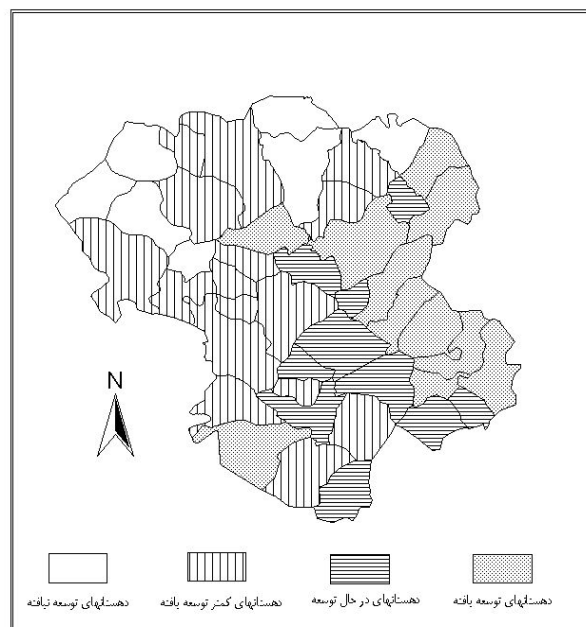 N
دهستانهای توسعه یافته
دهستانهای در حال توسعه
دهستانهای کمتر توسعه یافته
دهستانهای توسعه نیافته